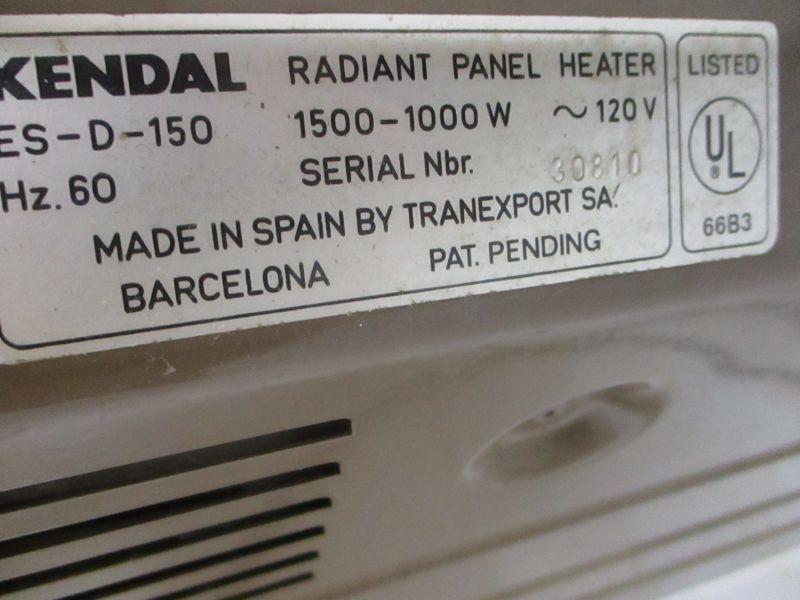 KENDAL RADIANT PANEL HEATER
ES-D-150 1500-1000 W ~ 120 V
Hz. 60 SERIAL Nbr. 30810
MADE IN SPAIN BY TRANEXPORT SA.
BARCELONA PAT. PENDING
LISTED
UL
®
66B3